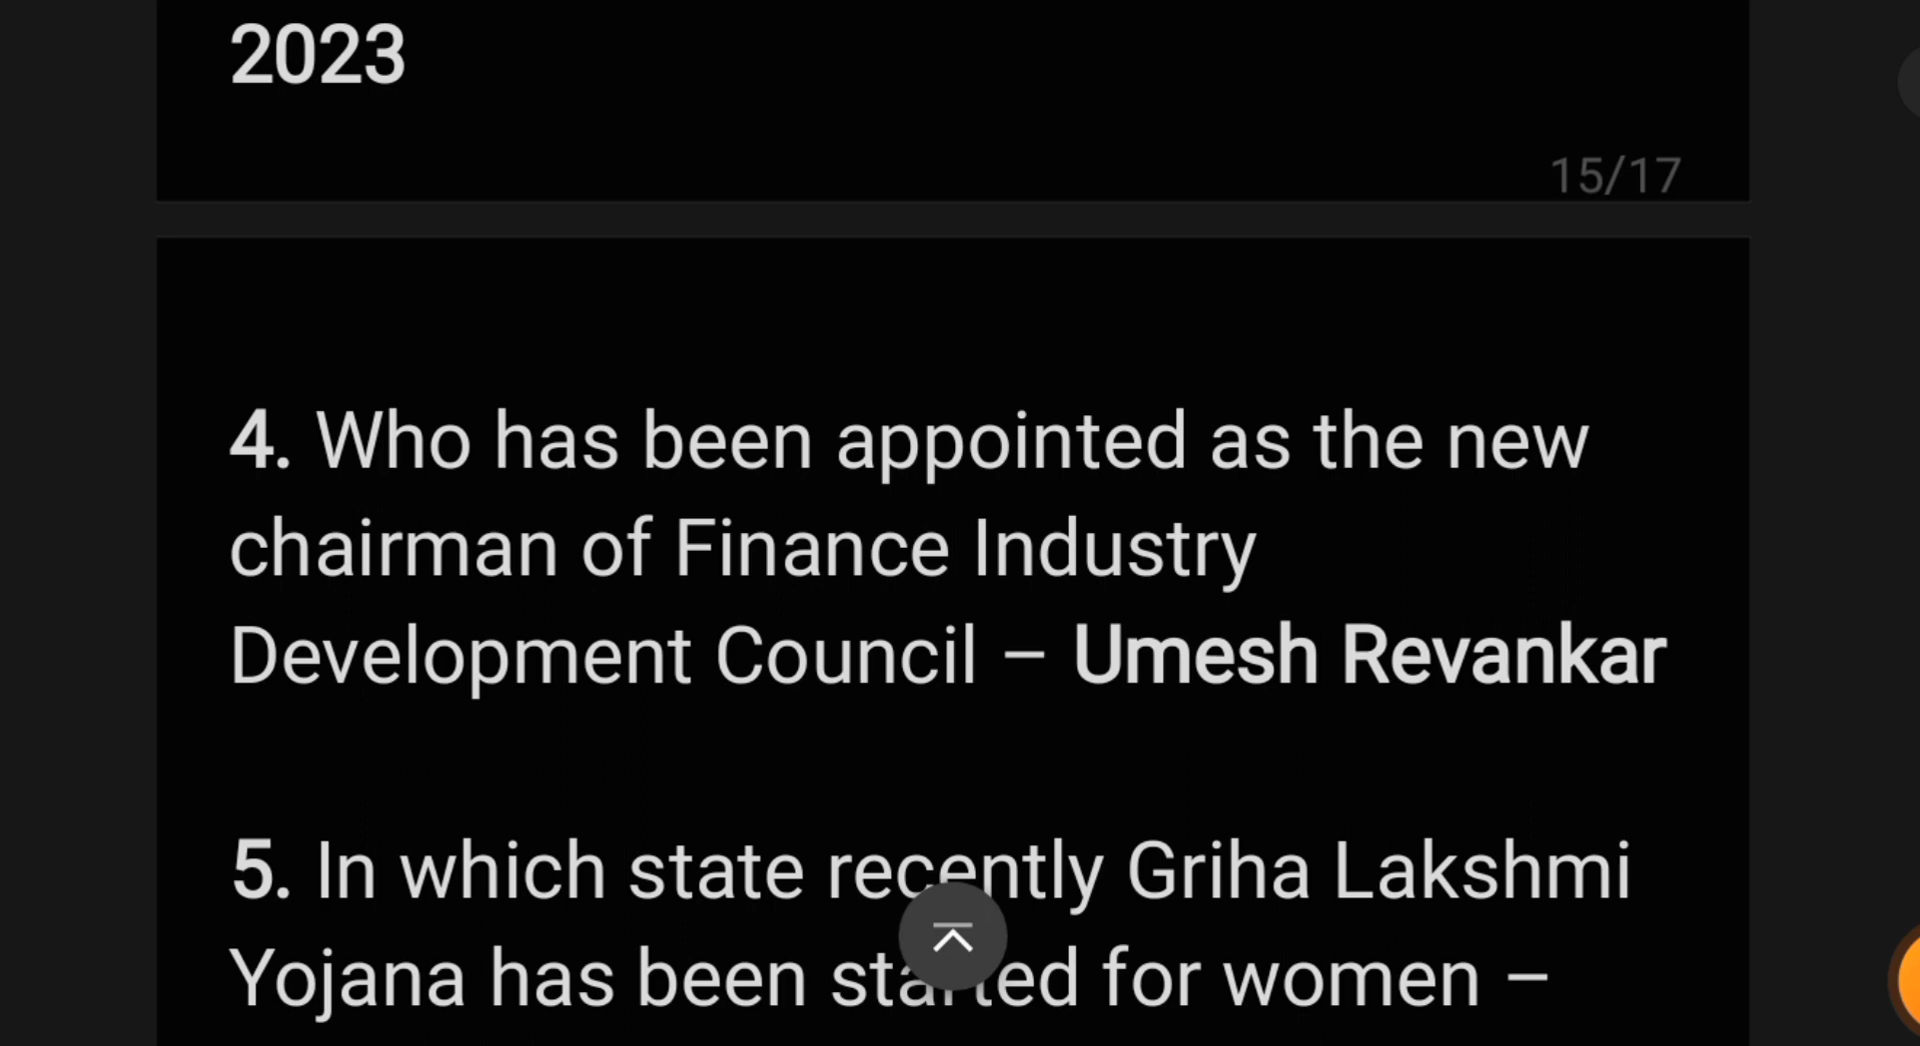 2023
15/17
4. Who has been appointed as the new
chairman of Finance Industry
Development Council – Umesh Revankar
5. In which state recently Griha Lakshmi
Yojana has been started for women –